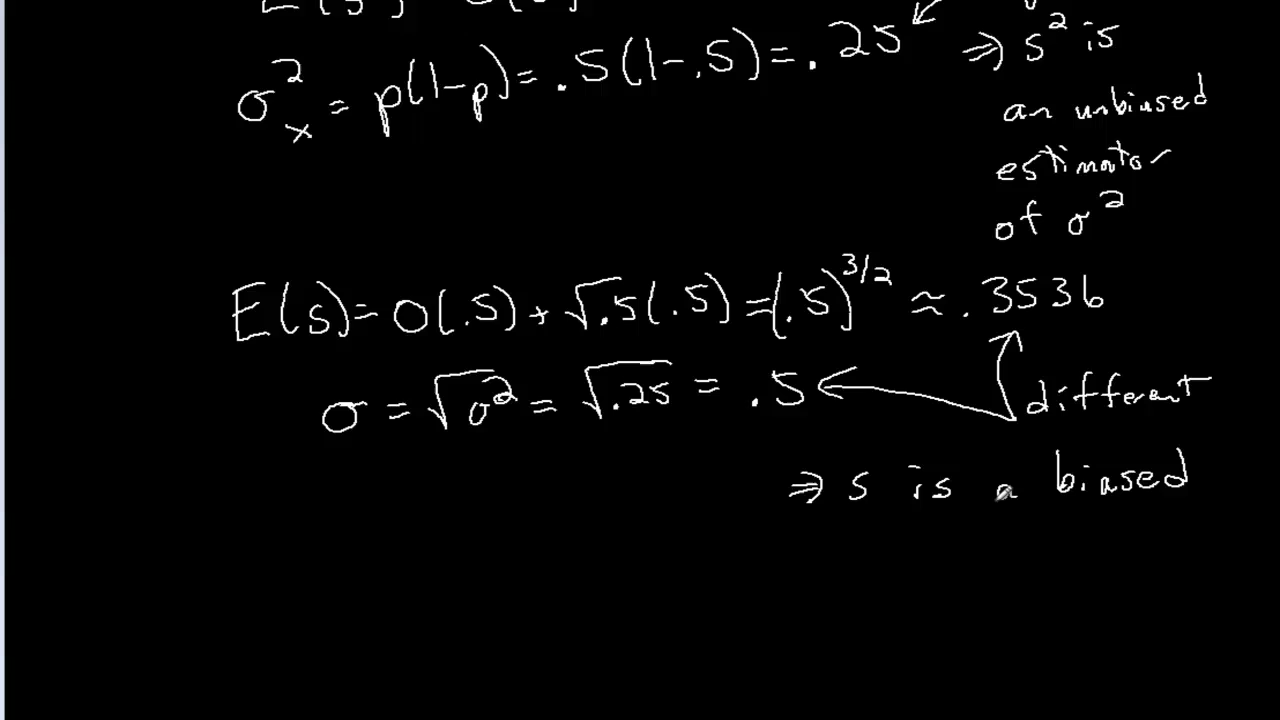 σ²ₓ = p(1-p) = .5(1-.5) = .25
⇒ s² is
an unbiased
estimator
of σ²
E(s) = 0(.5) + √.5(.5) = (.5)^3/2 ≈ .3536
σ = √σ² = √.25 = .5
different
⇒ s is a biased